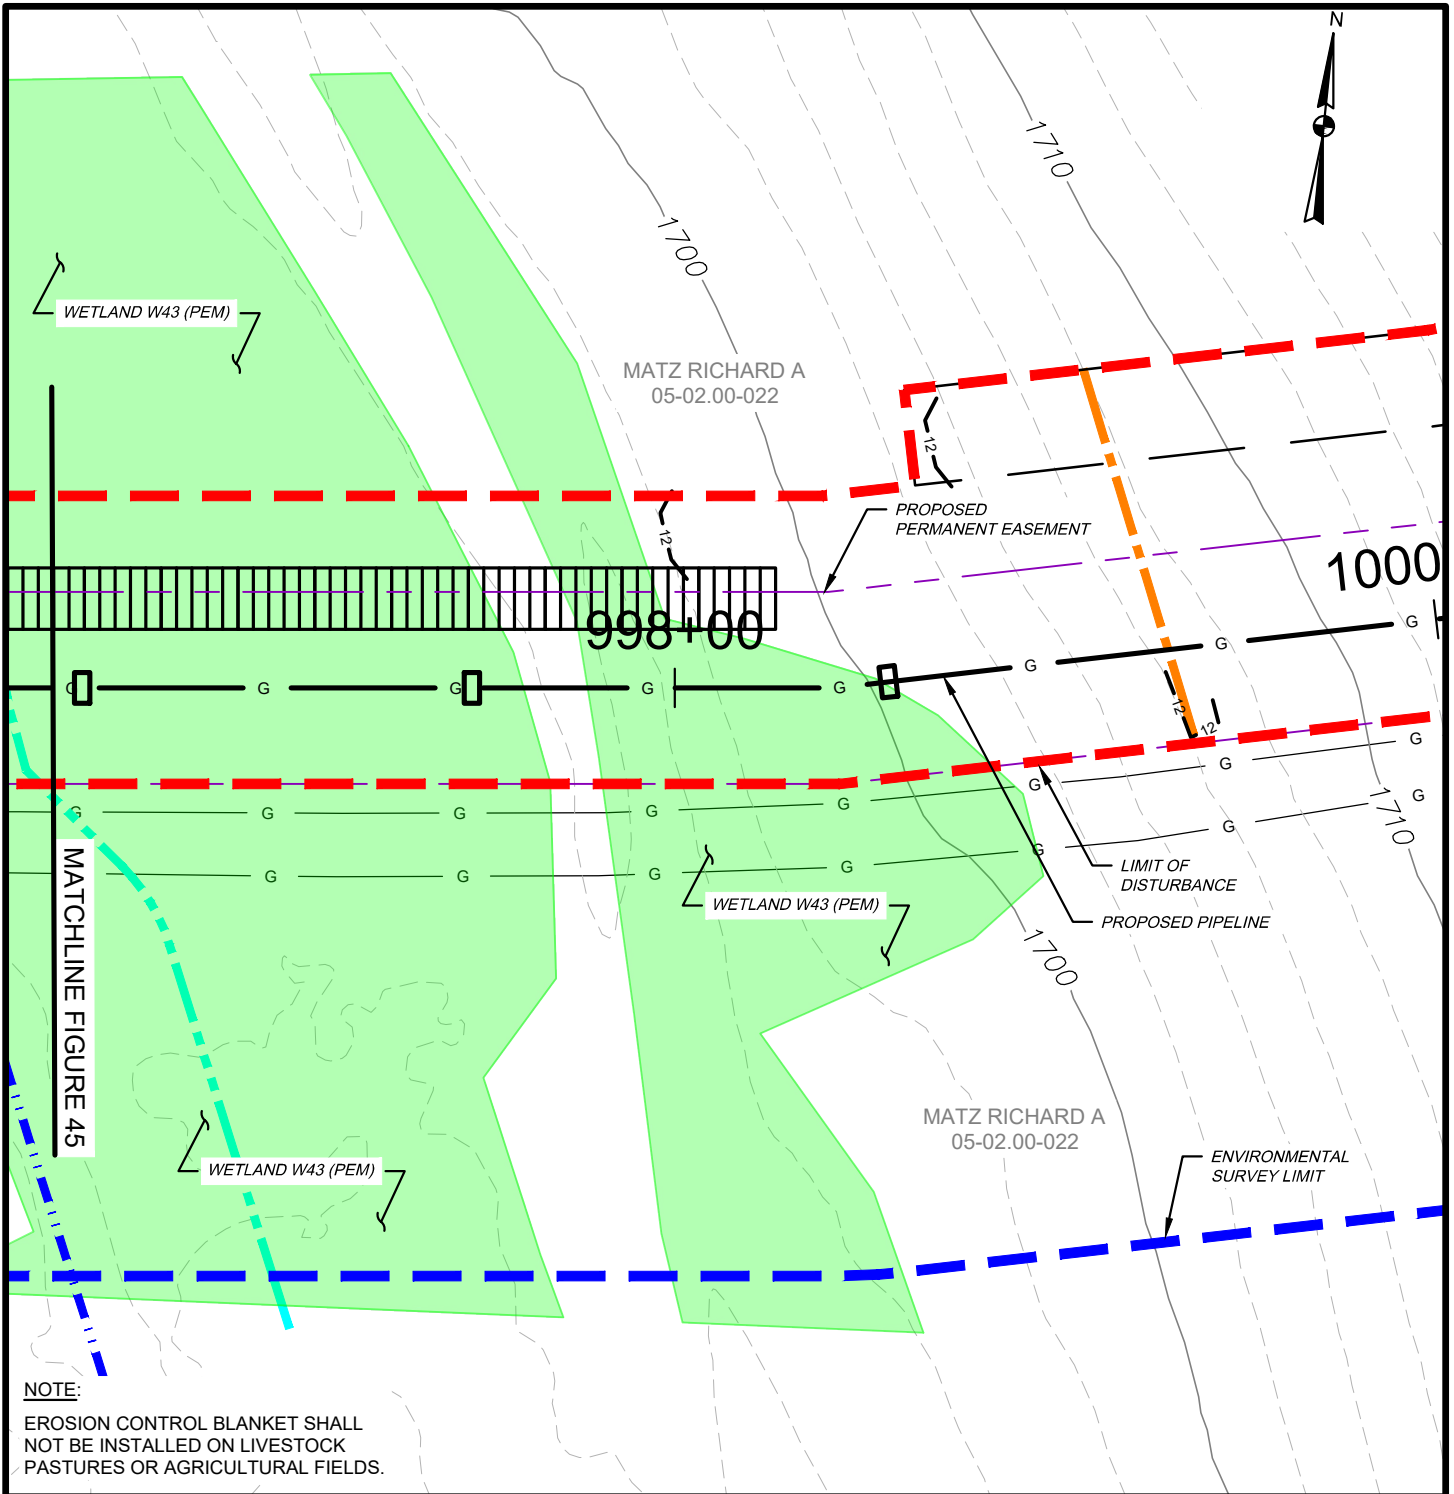 N
1710
1700
WETLAND W43 (PEM)
MATZ RICHARD A
05-02.00-022
12
PROPOSED
PERMANENT EASEMENT
12
1000
998+00
G
G
G
G
G
G
G
G
G
12
12
G
G
G
G
G
G
G
G
1710
G
G
G
G
G
G
G
MATCHLINE FIGURE 45
LIMIT OF
DISTURBANCE
WETLAND W43 (PEM)
PROPOSED PIPELINE
1700
MATZ RICHARD A
05-02.00-022
WETLAND W43 (PEM)
ENVIRONMENTAL
SURVEY LIMIT
NOTE:
EROSION CONTROL BLANKET SHALL
NOT BE INSTALLED ON LIVESTOCK
PASTURES OR AGRICULTURAL FIELDS.